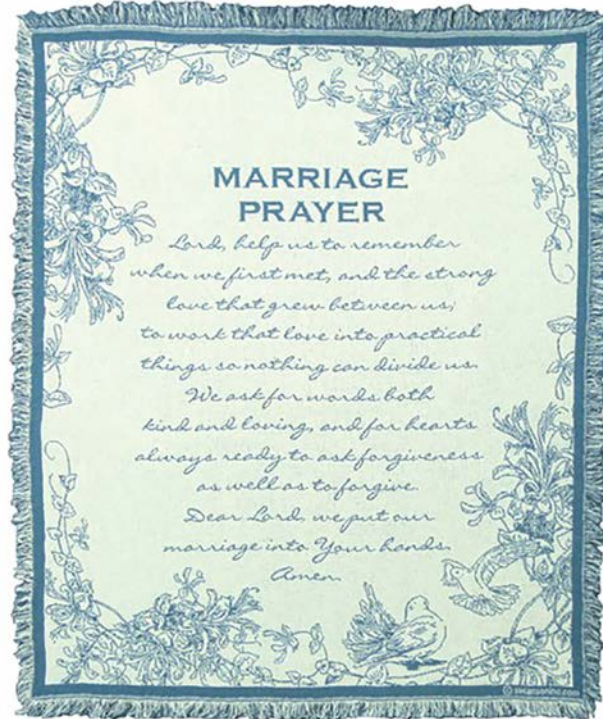 MARRIAGE
PRAYER
Lord, help us to remember
when we first met, and the strong
love that grew between us;
to work that love into practical
things so nothing can divide us.
We ask for words both
kind and loving, and for hearts
always ready to ask forgiveness
as well as to forgive.
Dear Lord, we put our
marriage into Your hands.
Amen.